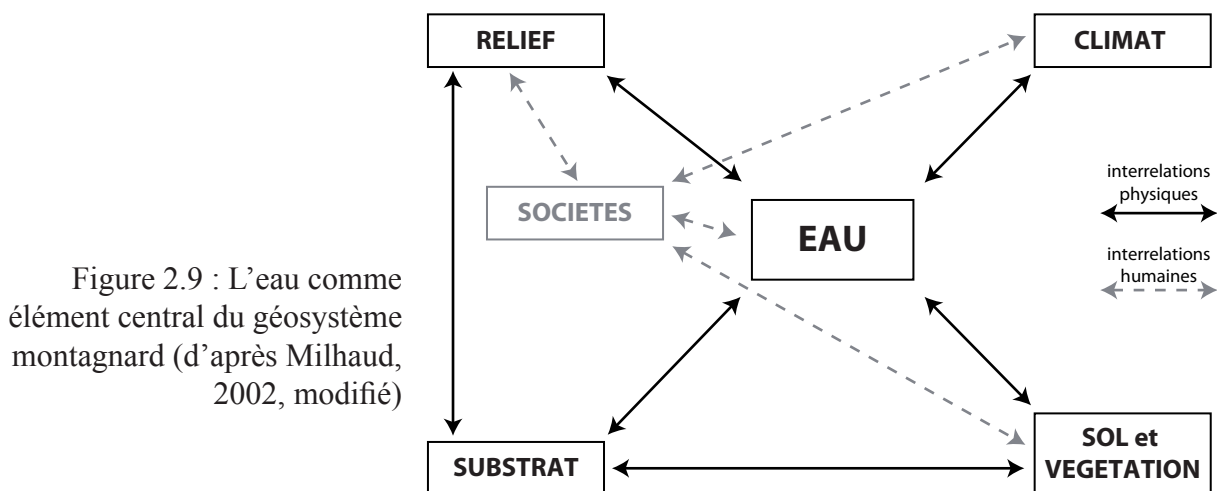 RELIEF
CLIMAT
interrelations
physiques
SOCIETES
EAU
interrelations
humaines
Figure 2.9 : L’eau comme
élément central du géosystème
montagnard (d’après Milhaud,
2002, modifié)
SUBSTRAT
SOL et
VEGETATION